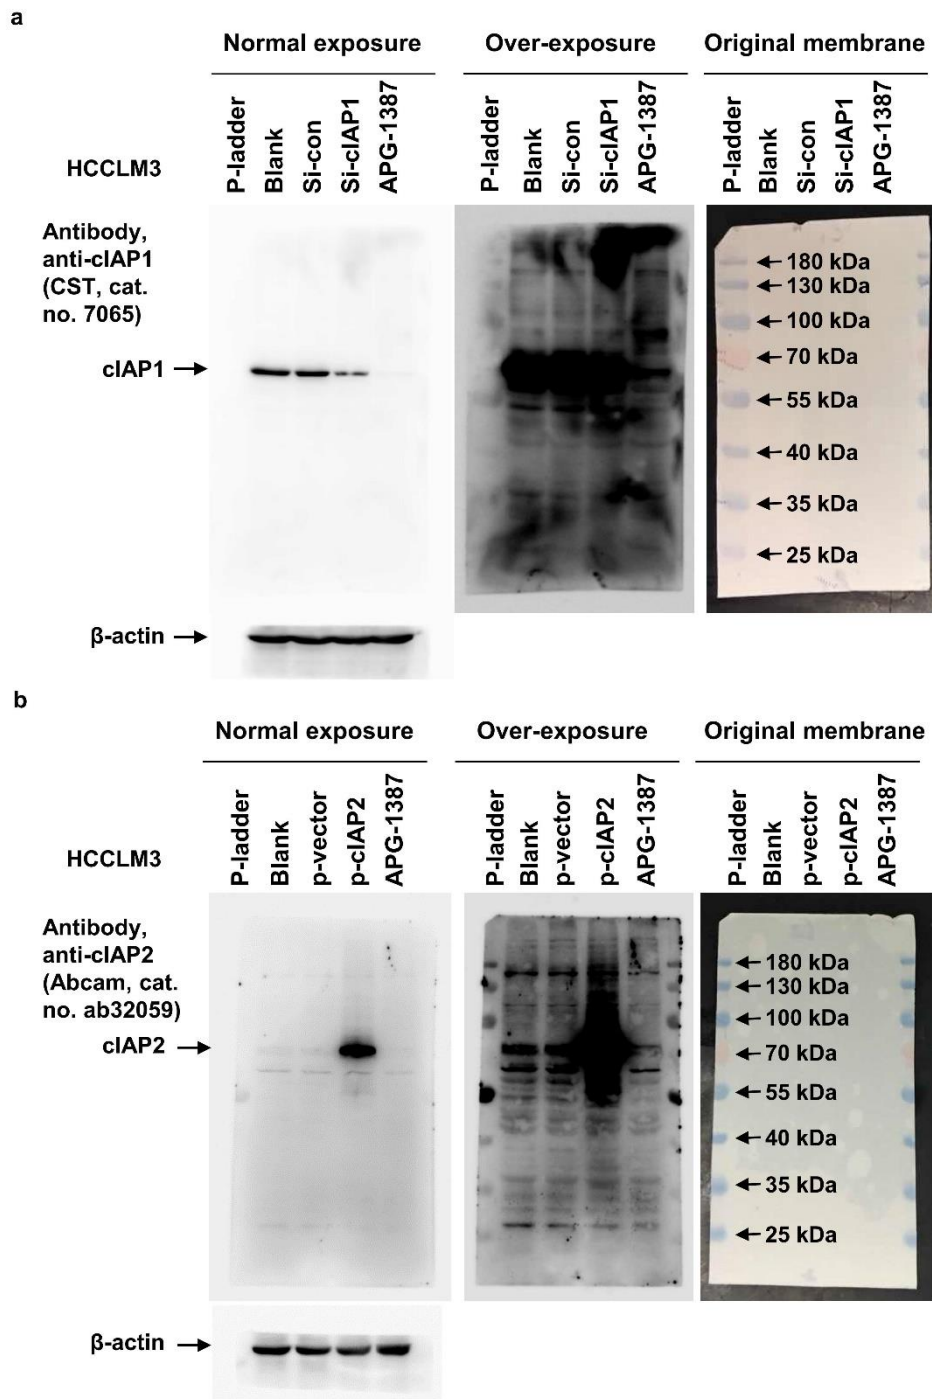 a
Normal exposure
Over-exposure
Original membrane
HCCLM3
P-ladder
Blank
Si-con
Si-cIAP1
APG-1387
P-ladder
Blank
Si-con
Si-cIAP1
APG-1387
P-ladder
Blank
Si-con
Si-cIAP1
APG-1387
Antibody,
anti-cIAP1
(CST, cat.
no. 7065)
cIAP1
180 kDa
130 kDa
100 kDa
70 kDa
55 kDa
40 kDa
35 kDa
25 kDa
β-actin
b
Normal exposure
Over-exposure
Original membrane
HCCLM3
P-ladder
Blank
p-vector
p-cIAP2
APG-1387
P-ladder
Blank
p-vector
p-cIAP2
APG-1387
P-ladder
Blank
p-vector
p-cIAP2
APG-1387
Antibody,
anti-cIAP2
(Abcam, cat.
no. ab32059)
cIAP2
180 kDa
130 kDa
100 kDa
70 kDa
55 kDa
40 kDa
35 kDa
25 kDa
β-actin